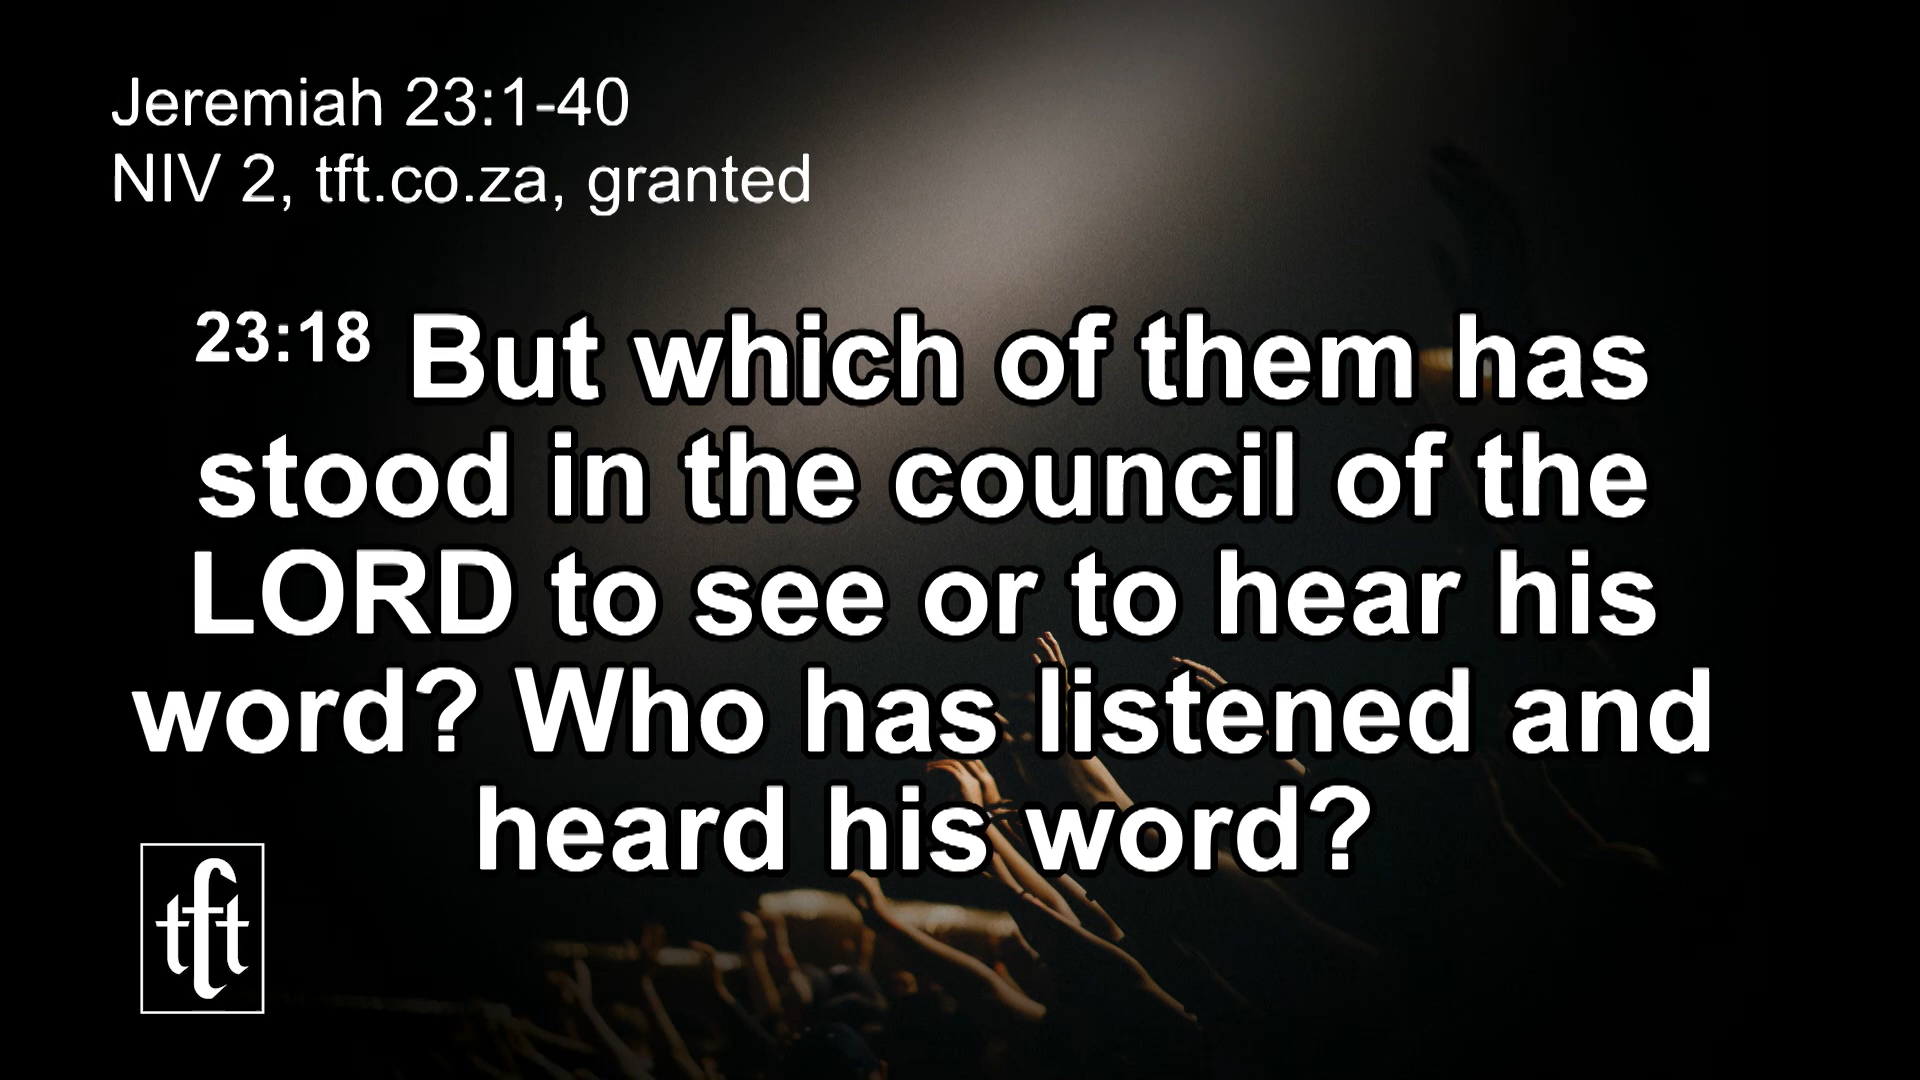 Jeremiah 23:1-40
NIV 2, tft.co.za, granted
23:18 But which of them has
stood in the council of the
LORD to see or to hear his
word? Who has listened and
heard his word?
tft